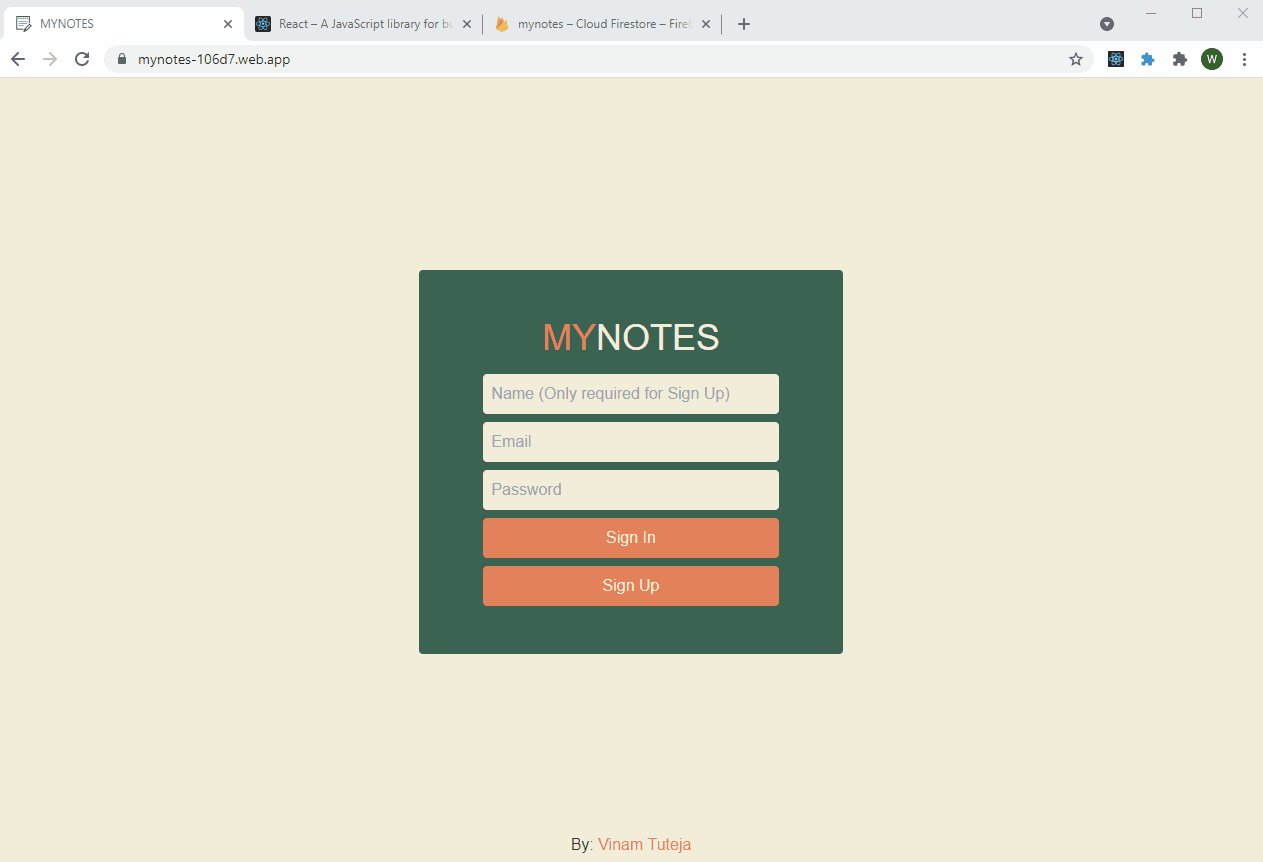 MYNOTES
React – A JavaScript library for bu
mynotes – Cloud Firestore – Fireb
mynotes-106d7.web.app
W
MYNOTES
Name (Only required for Sign Up)
Email
Password
Sign In
Sign Up
By: Vinam Tuteja